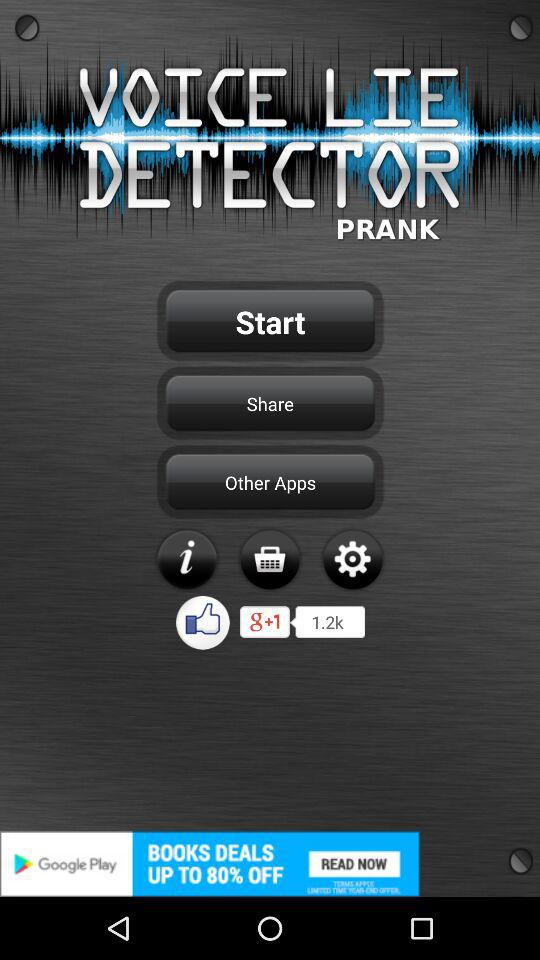 VOICE LIE
DETECTOR
PRANK
Start
Share
Other Apps
i
g+1 1.2k
Google Play
BOOKS DEALS
UP TO 80% OFF
READ NOW
TERMS APPLY.
LIMITED TIME YEAR-END OFFER.